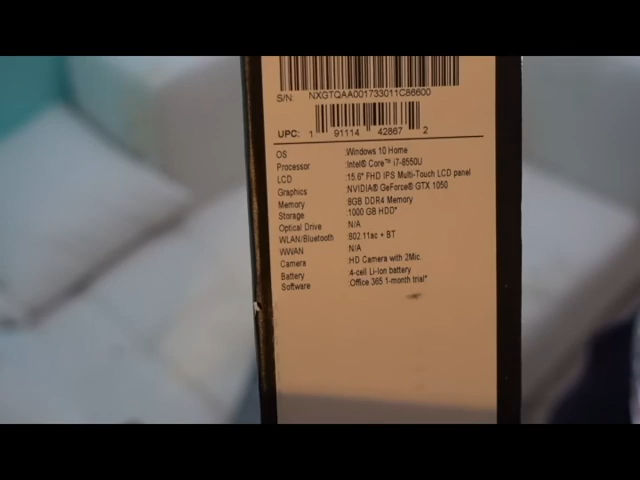 S/N: NXGTQAA001733011C86600
UPC: 1 91114 42867 2
OS :Windows 10 Home
Processor :Intel® Core™ i7-8550U
LCD :15.6" FHD IPS Multi-Touch LCD panel
Graphics :NVIDIA® GeForce® GTX 1050
Memory :8GB DDR4 Memory
Storage :1000 GB HDD*
Optical Drive :N/A
WLAN/Bluetooth :802.11ac + BT
WWAN :N/A
Camera :HD Camera with 2Mic.
Battery :4-cell Li-Ion battery
Software :Office 365 1-month trial*